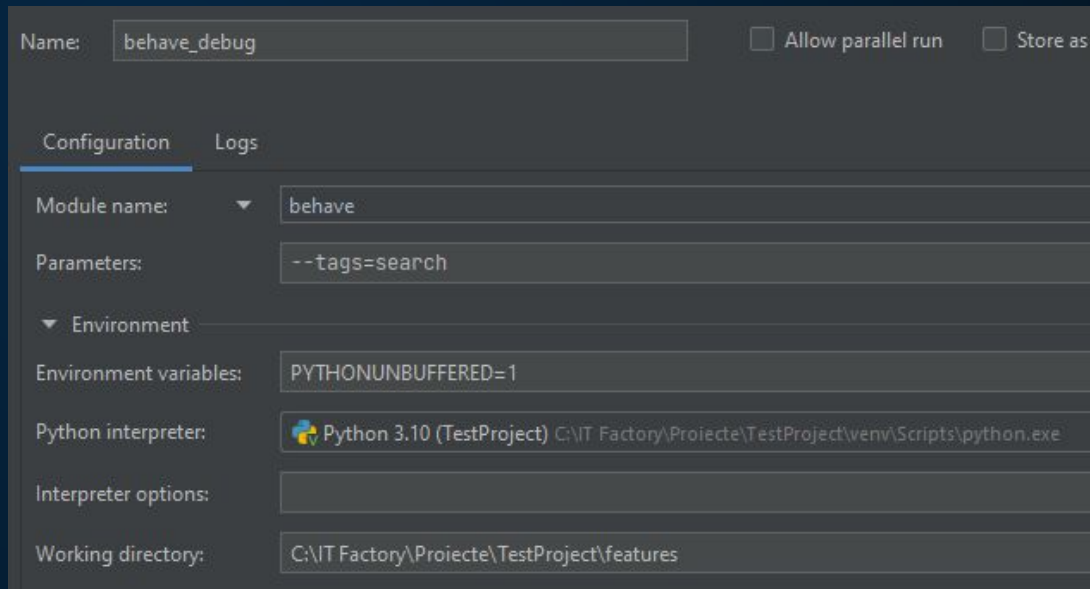 Name: behave_debug Allow parallel run Store as
Configuration Logs
Module name: behave
Parameters: --tags=search
Environment
Environment variables: PYTHONUNBUFFERED=1
Python interpreter: Python 3.10 (TestProject) C:\IT Factory\Proiecte\TestProject\venv\Scripts\python.exe
Interpreter options:
Working directory: C:\IT Factory\Proiecte\TestProject\features